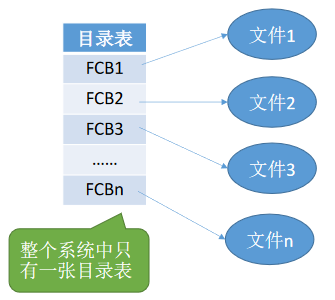 目录表
FCB1
FCB2
FCB3
……
FCBn
文件1
文件2
文件3
文件n
整个系统中只
有一张目录表